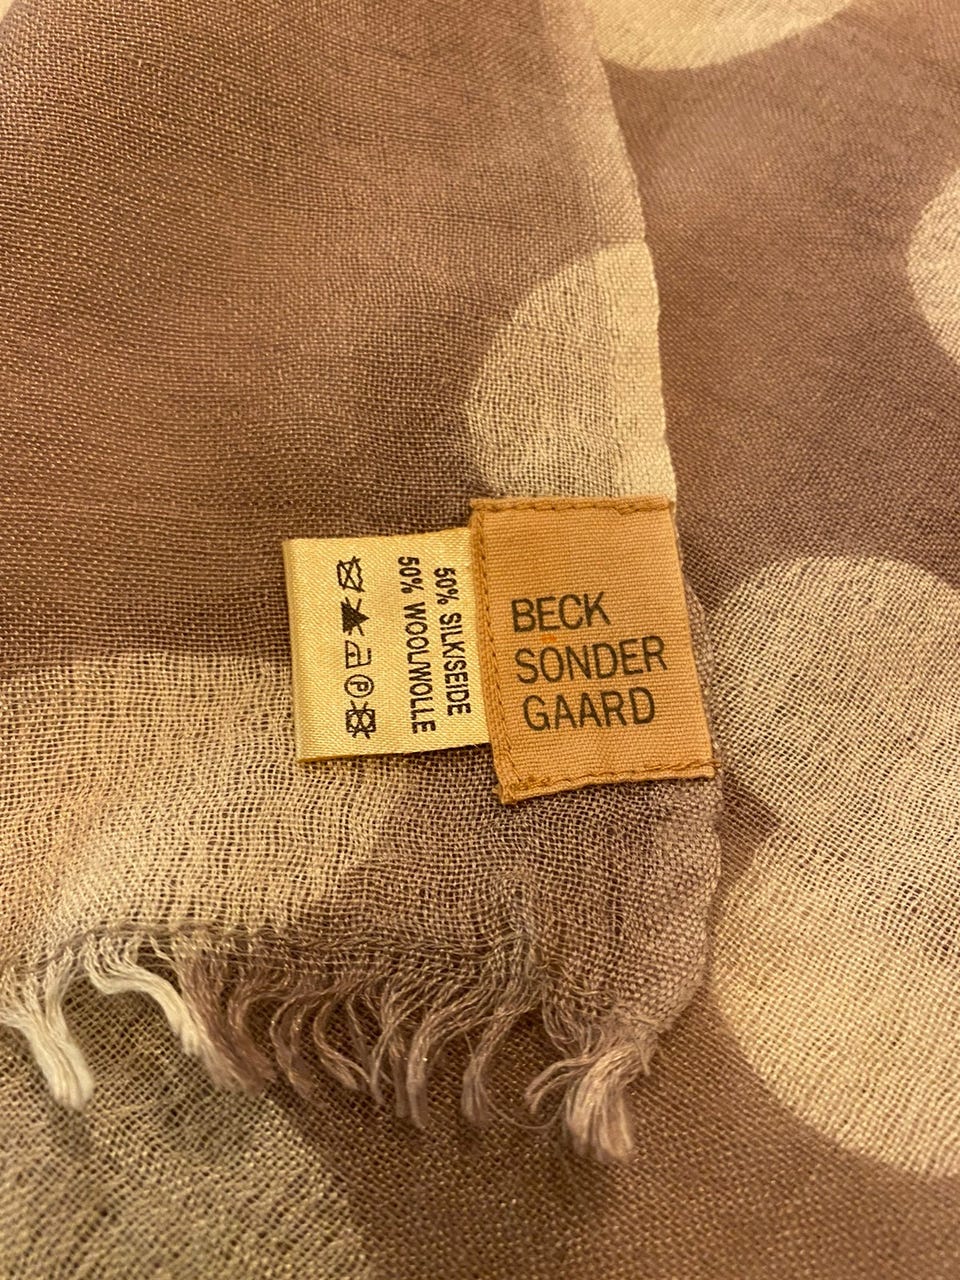 BECK
SONDER
GAARD
50% SILK/SEIDE
50% WOOL/WOLLE
P